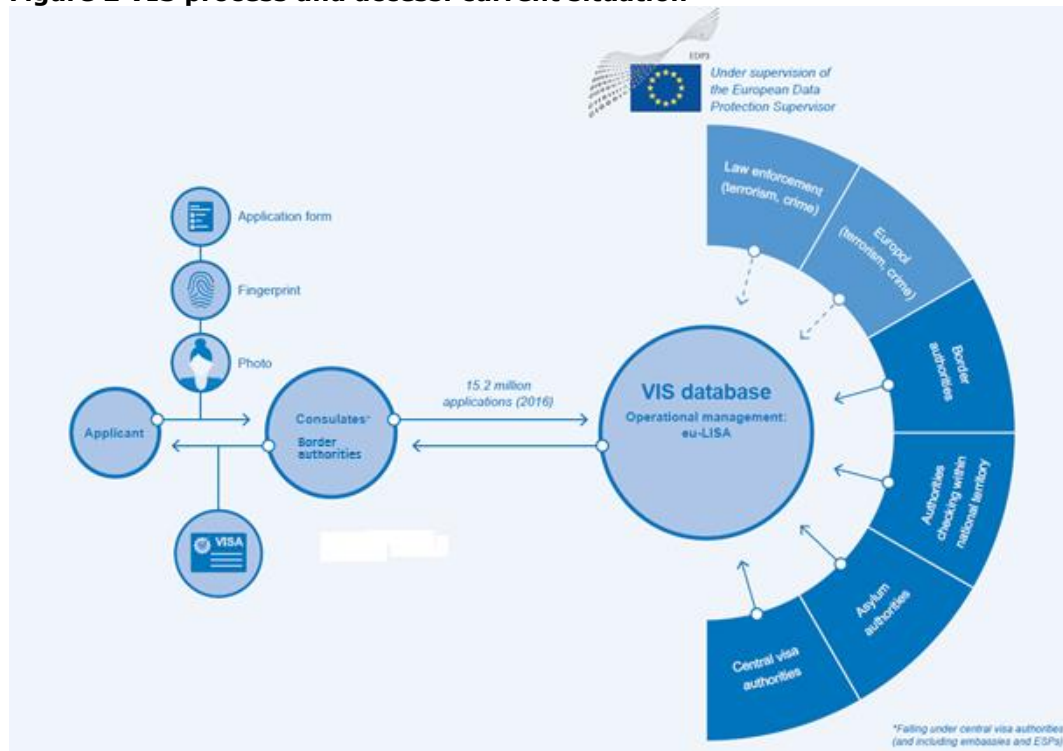 Figure 2 VIS process and access: current situation
EDPS
Under supervision of
the European Data
Protection Supervisor
Application form
Fingerprint
Photo
Applicant
Consulates*
Border
authorities
VISA
15.2 million
applications (2016)
VIS database
Operational management:
eu-LISA
Law enforcement
(terrorism, crime)
Europol
(terrorism, crime)
Border
authorities
Authorities
checking within
national territory
Asylum
authorities
Central visa
authorities
*Falling under central visa authorities
(and including embassies and ESPs)